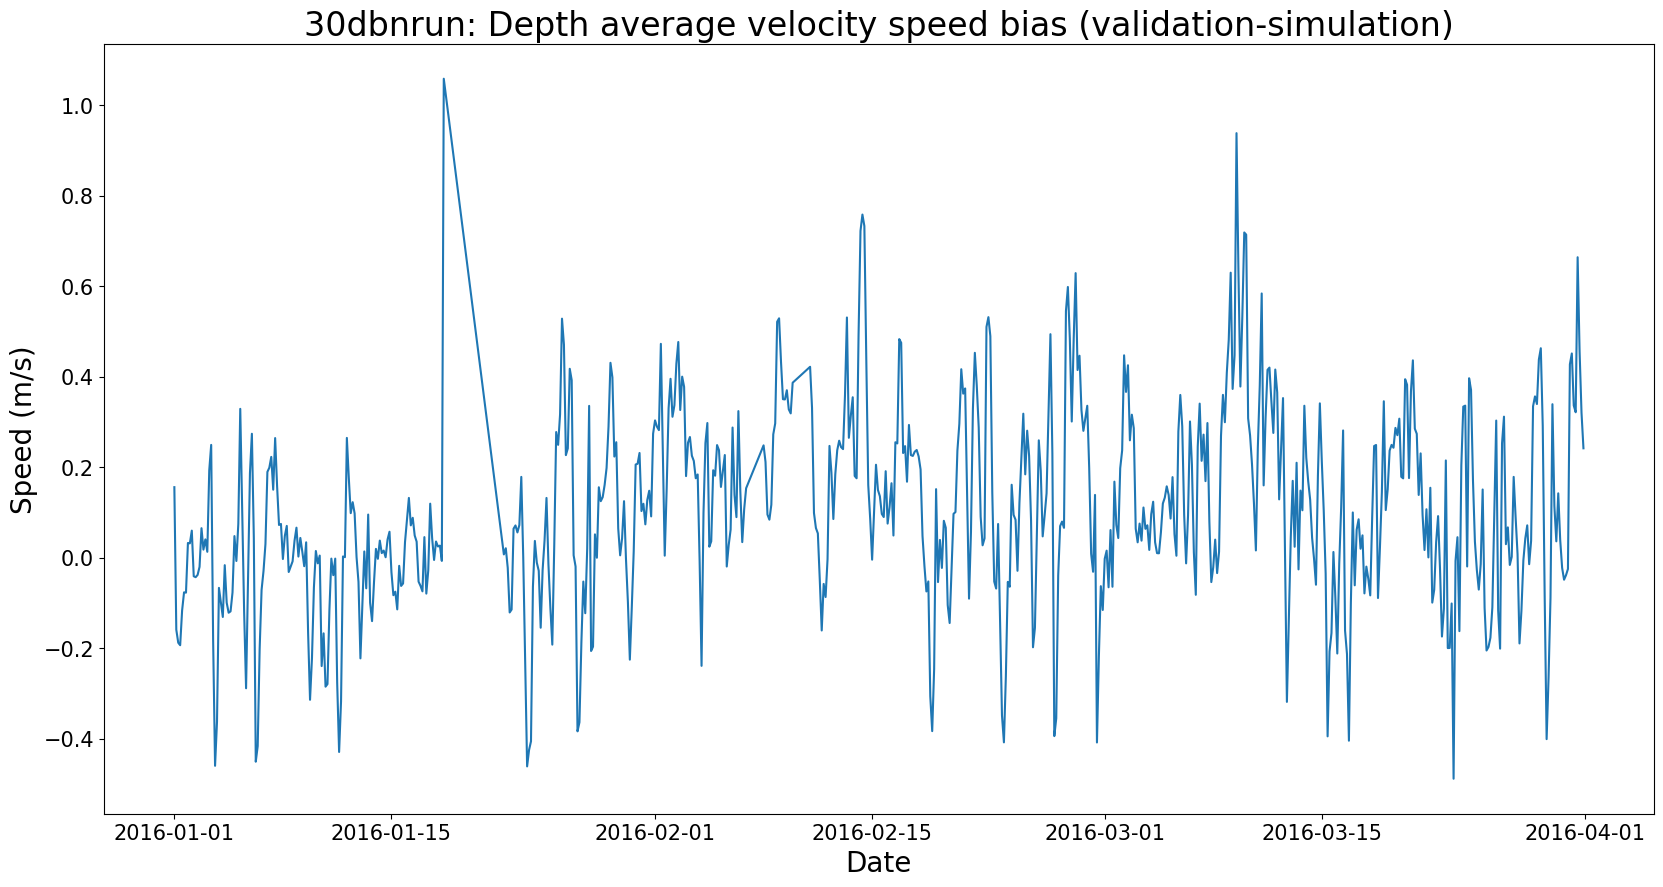 30dbnrun: Depth average velocity speed bias (validation-simulation)
Speed (m/s)
1.0
0.8
0.6
0.4
0.2
0.0
−0.2
−0.4
2016-01-01 2016-01-15 2016-02-01 2016-02-15 2016-03-01 2016-03-15 2016-04-01
Date